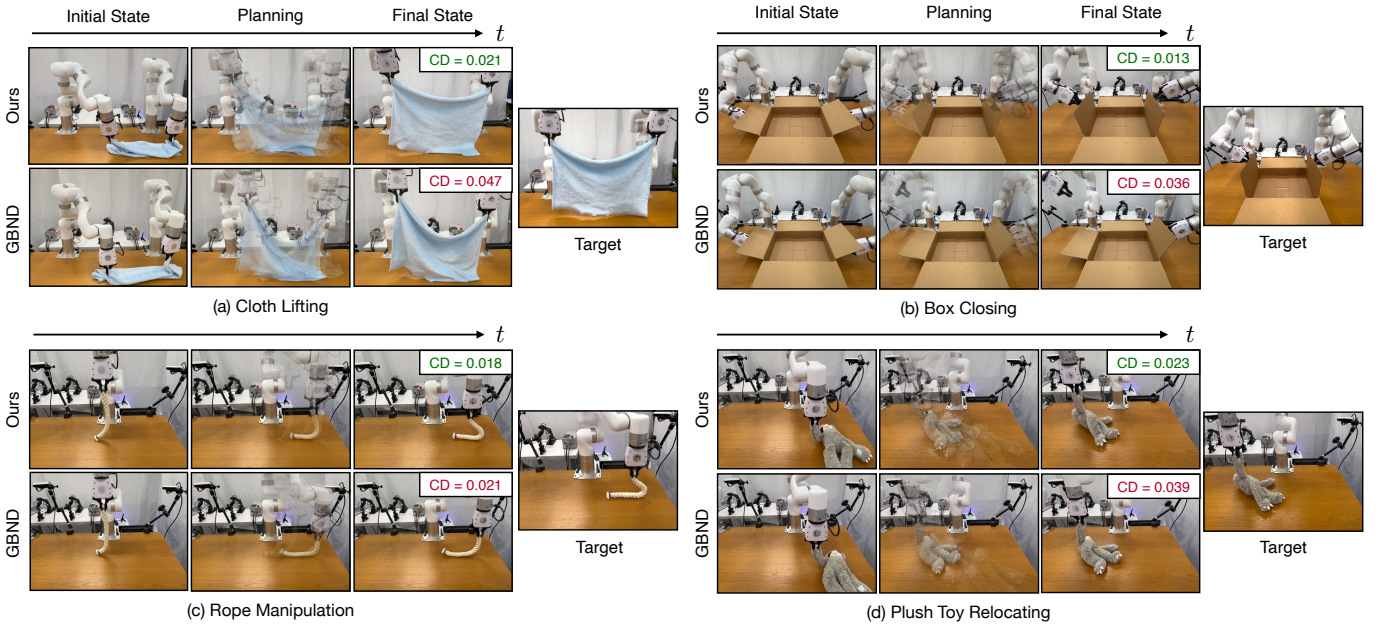 Initial State Planning Final State
t
Ours
CD = 0.021
GBND
CD = 0.047
Target
(a) Cloth Lifting
Initial State Planning Final State
t
Ours
CD = 0.013
GBND
CD = 0.036
Target
(b) Box Closing
t
Ours
CD = 0.018
GBND
CD = 0.021
Target
(c) Rope Manipulation
t
Ours
CD = 0.023
GBND
CD = 0.039
Target
(d) Plush Toy Relocating